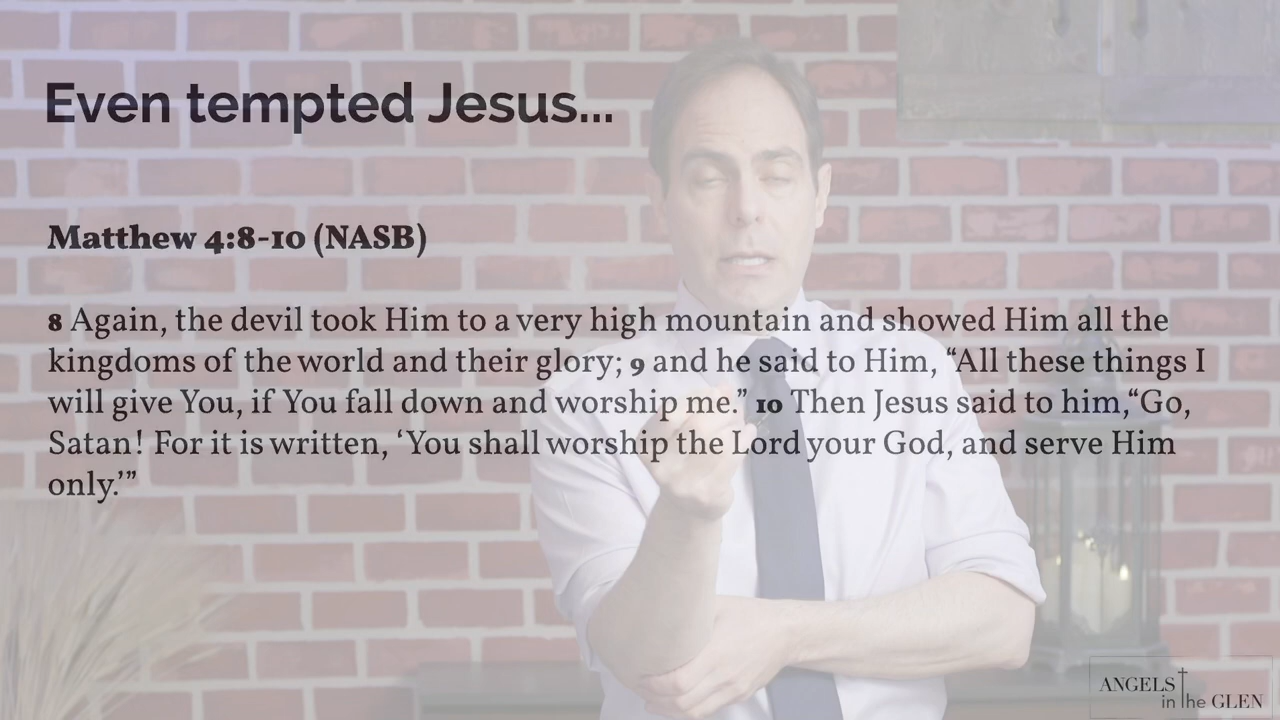 Even tempted Jesus...
Matthew 4:8-10 (NASB)
8 Again, the devil took Him to a very high mountain and showed Him all the
kingdoms of the world and their glory; 9 and he said to Him, “All these things I
will give You, if You fall down and worship me.” 10 Then Jesus said to him,“Go,
Satan! For it is written, ‘You shall worship the Lord your God, and serve Him
only.’”
ANGELS
in the GLEN